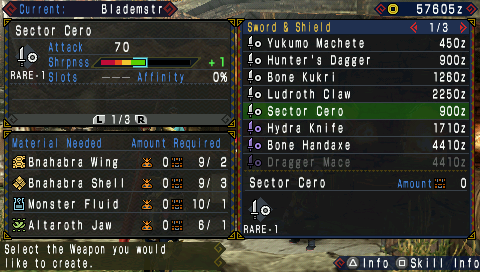 Current: Blademstr
57605z
Sector Cero
Attack 70
Shrpnss +1
RARE-1 Slots --- Affinity 0%
L 1/3 R
Material Needed Amount Required
Bnahabra Wing 0 9/ 2
Bnahabra Shell 0 9/ 3
Monster Fluid 0 10/ 1
Altaroth Jaw 0 6/ 1
Select the Weapon you would
like to create.
Sword & Shield 1/3
Yukumo Machete 450z
Hunter's Dagger 900z
Bone Kukri 1260z
Ludroth Claw 2250z
Sector Cero 900z
Hydra Knife 1710z
Bone Handaxe 4410z
Dragger Mace 4410z
Sector Cero Amount 0
RARE-1
Info Skill Info